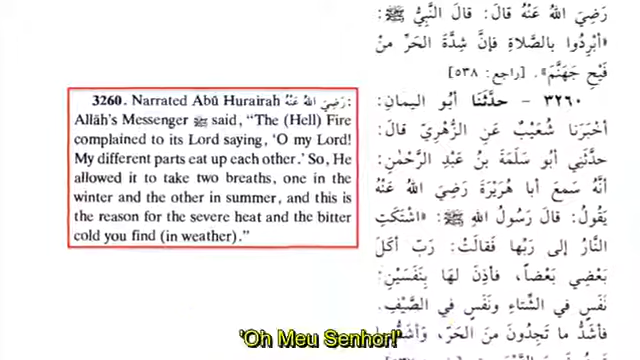 3260. Narrated Abû Hurairah رَضِيَ اللهُ عَنْهُ:
Allâh's Messenger ﷺ said, "The (Hell) Fire
complained to its Lord saying, 'O my Lord!
My different parts eat up each other.' So, He
allowed it to take two breaths, one in the
winter and the other in summer, and this is
the reason for the severe heat and the bitter
cold you find (in weather)."
رَضِيَ اللهُ عَنْهُ قَالَ: قَالَ النَّبِيُّ ﷺ:
«أَبْرِدُوا بِالصَّلَاةِ فَإِنَّ شِدَّةَ الْحَرِّ مِنْ
فَيْحِ جَهَنَّمَ». [راجع: ٥٣٨]
٣٢٦٠ - حَدَّثَنَا أَبُو الْيَمَانِ:
أَخْبَرَنَا شُعَيْبٌ عَنِ الزُّهْرِيِّ قَالَ:
حَدَّثَنِي أَبُو سَلَمَةَ بْنُ عَبْدِ الرَّحْمٰنِ:
أَنَّهُ سَمِعَ أَبَا هُرَيْرَةَ رَضِيَ اللهُ عَنْهُ
يَقُولُ: قَالَ رَسُولُ اللهِ ﷺ: «اشْتَكَتِ
النَّارُ إِلَى رَبِّهَا فَقَالَتْ: رَبِّ أَكَلَ
بَعْضِي بَعْضاً، فَأَذِنَ لَهَا بِنَفَسَيْنِ:
نَفَسٍ فِي الشِّتَاءِ وَنَفَسٍ فِي الصَّيْفِ.
فَأَشَدُّ مَا تَجِدُونَ مِنَ الْحَرِّ، وَأَشَدُّ
'Oh Meu Senhor!'